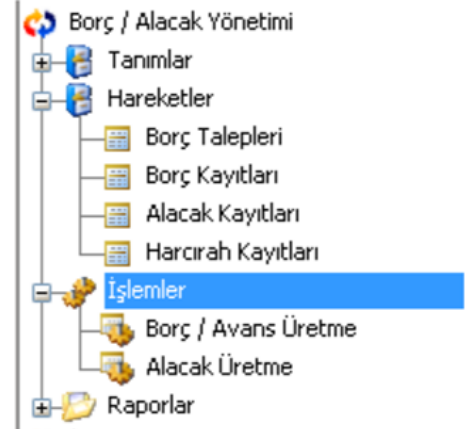 Borç / Alacak Yönetimi
Tanımlar
Hareketler
Borç Talepleri
Borç Kayıtları
Alacak Kayıtları
Harcırah Kayıtları
İşlemler
Borç / Avans Üretme
Alacak Üretme
Raporlar